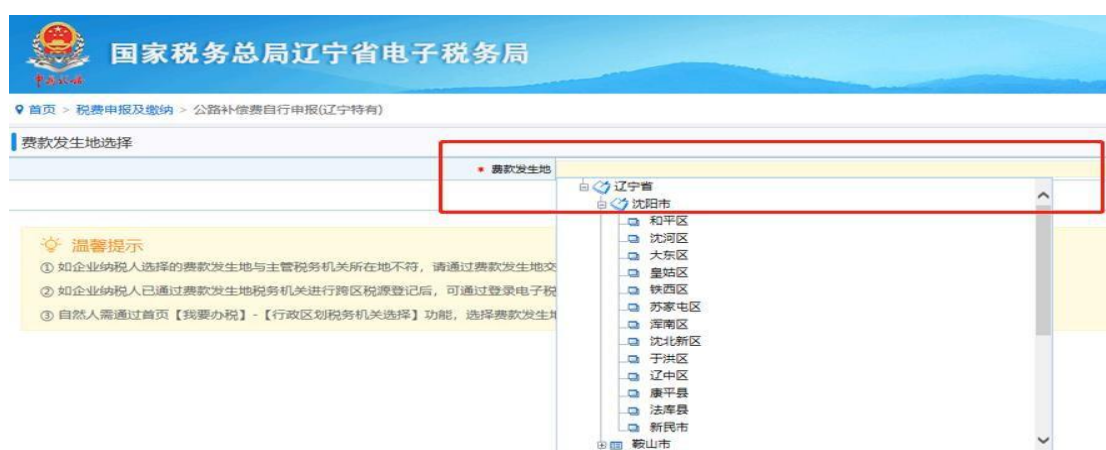 国家税务总局辽宁省电子税务局
中国税务
首页 > 税费申报及缴纳 > 公路补偿费自行申报(辽宁特有)
费款发生地选择
* 费款发生地
辽宁省
沈阳市
和平区
沈河区
大东区
皇姑区
铁西区
苏家屯区
浑南区
沈北新区
于洪区
辽中区
康平县
法库县
新民市
鞍山市
温馨提示
① 如企业纳税人选择的费款发生地与主管税务机关所在地不符，请通过费款发生地交
② 如企业纳税人已通过费款发生地税务机关进行跨区税源登记后，可通过登录电子税
③ 自然人需通过首页【我要办税】-【行政区划税务机关选择】功能，选择费款发生地